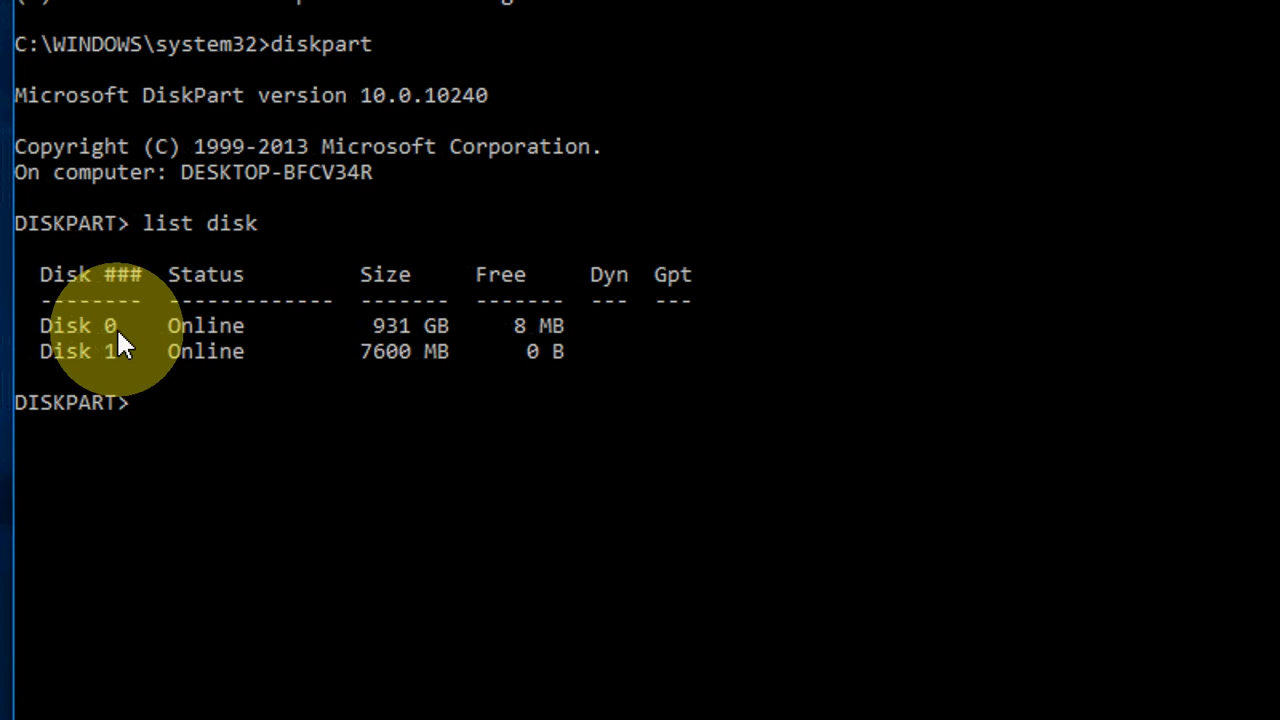 C:\WINDOWS\system32>diskpart
Microsoft DiskPart version 10.0.10240
Copyright (C) 1999-2013 Microsoft Corporation.
On computer: DESKTOP-BFCV34R
DISKPART> list disk
Disk ### Status Size Free Dyn Gpt
-------- ------------- ------- ------- --- ---
Disk 0 Online 931 GB 8 MB
Disk 1 Online 7600 MB 0 B
DISKPART>